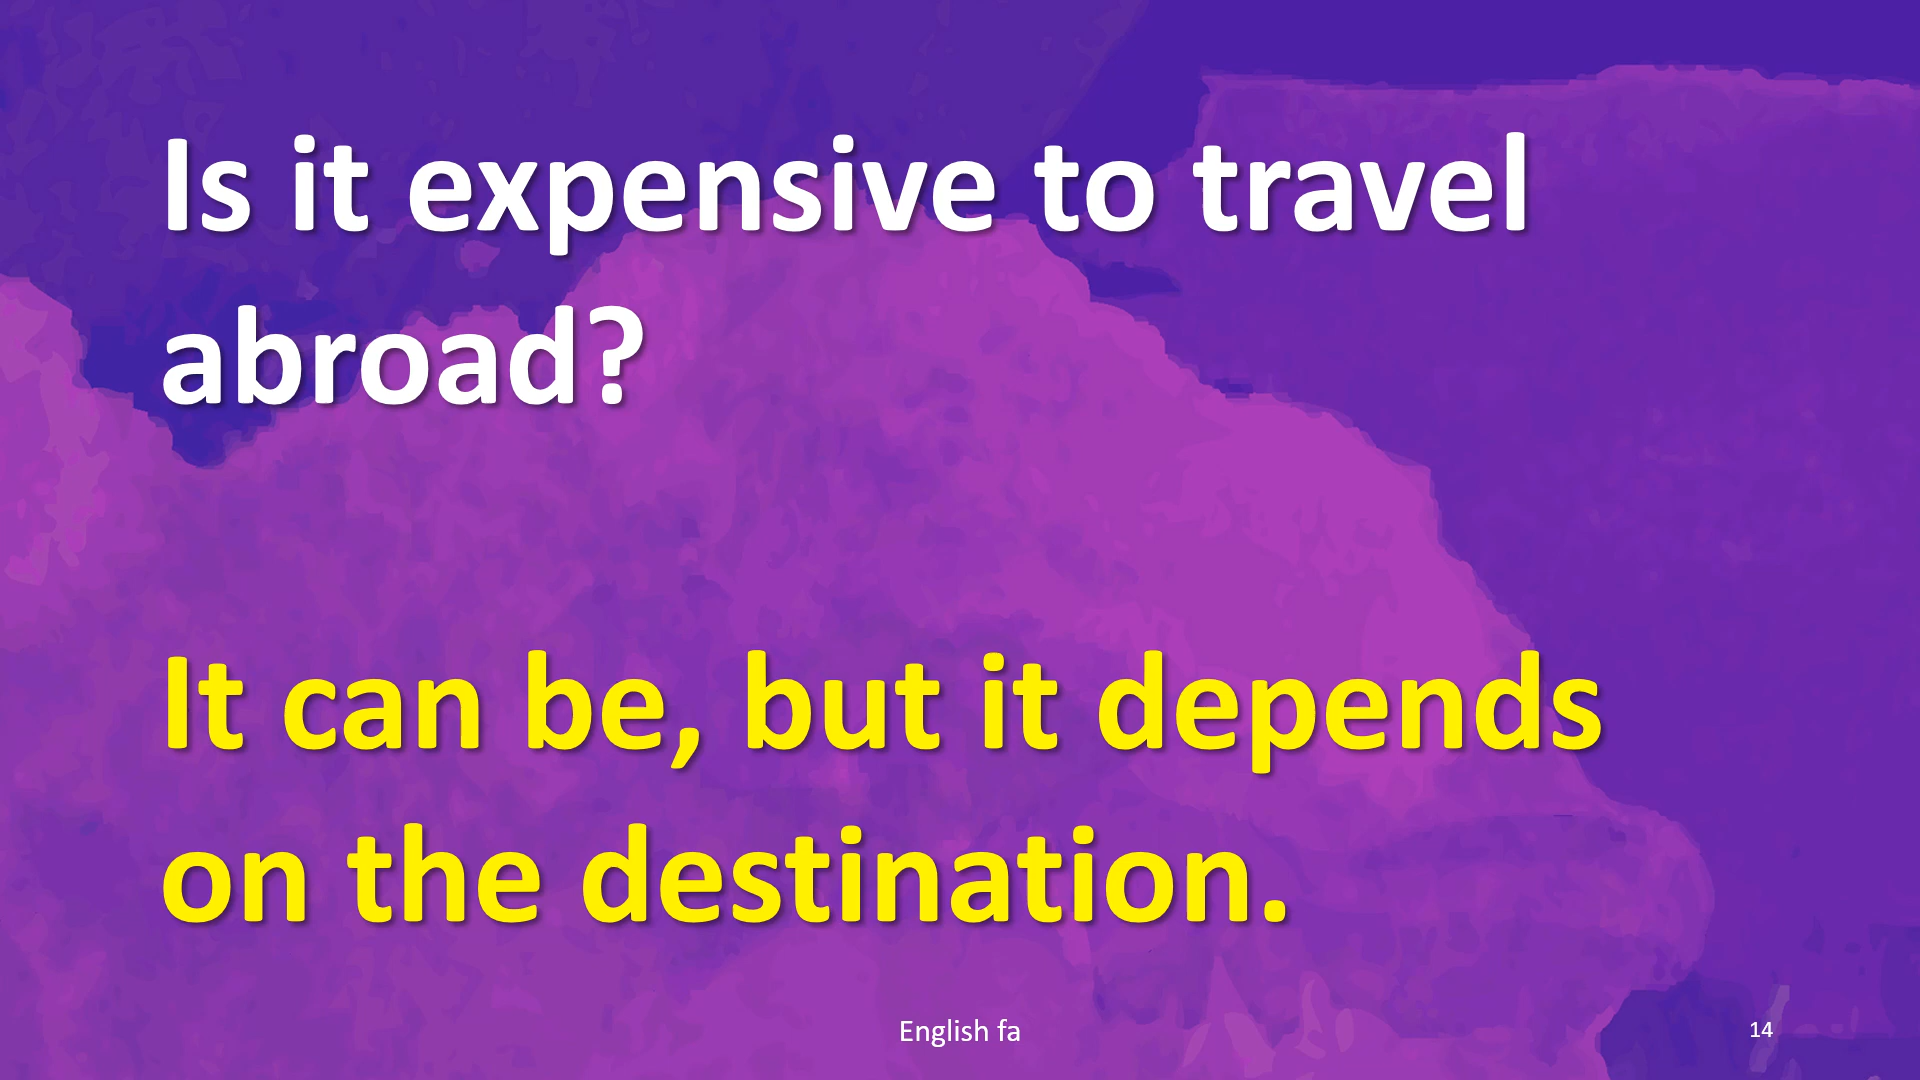 Is it expensive to travel
abroad?
It can be, but it depends
on the destination.
English fa
14